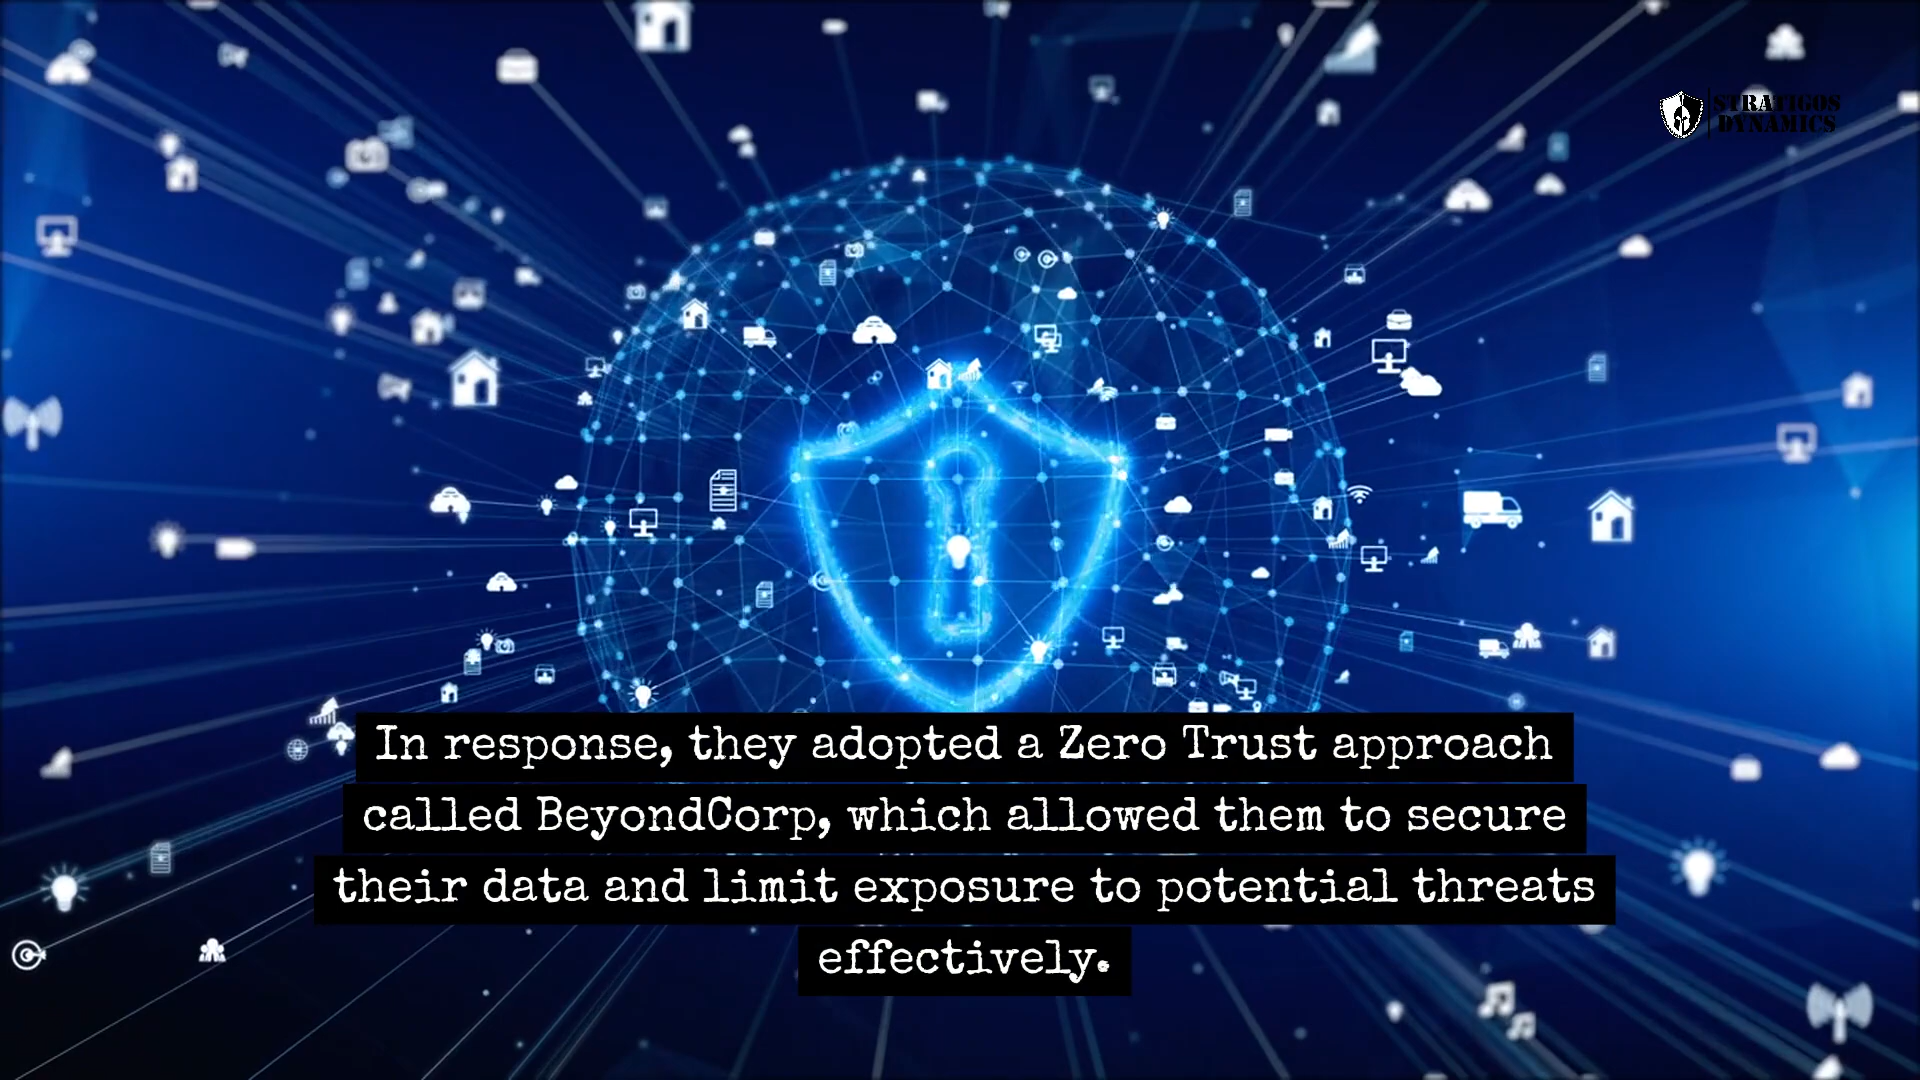 STRATIGOS
DYNAMICS
In response, they adopted a Zero Trust approach
called BeyondCorp, which allowed them to secure
their data and limit exposure to potential threats
effectively.